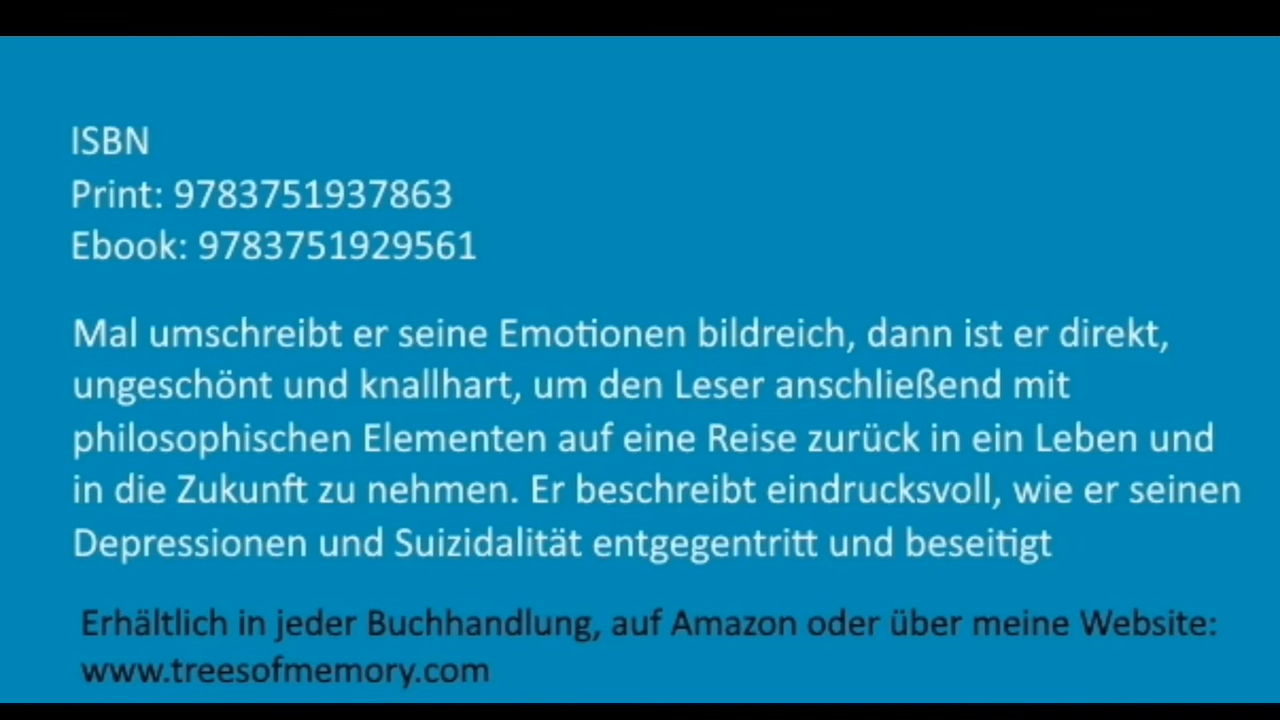 ISBN
Print: 9783751937863
Ebook: 9783751929561
Mal umschreibt er seine Emotionen bildreich, dann ist er direkt,
ungeschönt und knallhart, um den Leser anschließend mit
philosophischen Elementen auf eine Reise zurück in ein Leben und
in die Zukunft zu nehmen. Er beschreibt eindrucksvoll, wie er seinen
Depressionen und Suizidalität entgegentritt und beseitigt
Erhältlich in jeder Buchhandlung, auf Amazon oder über meine Website:
www.treesofmemory.com